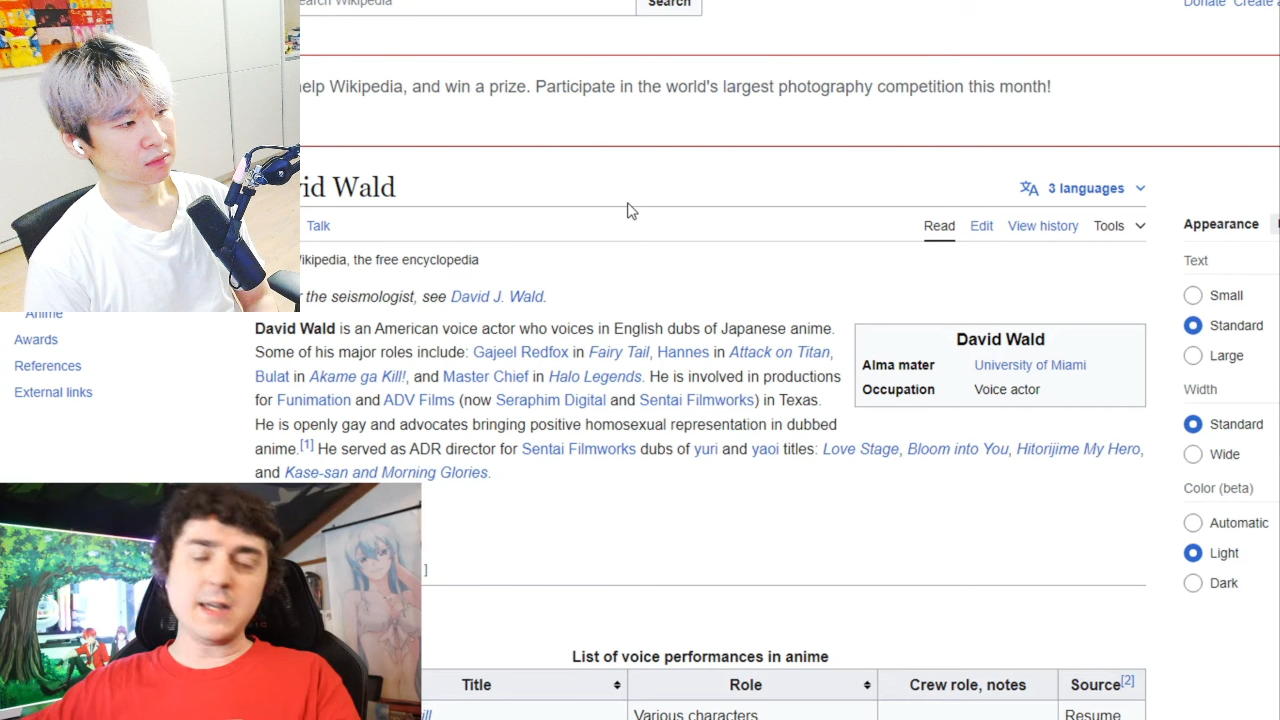 earch Wikipedia
Search
Donate Create a
elp Wikipedia, and win a prize. Participate in the world's largest photography competition this month!
id Wald
3 languages
Talk
Read Edit View history Tools
Appearance
ikipedia, the free encyclopedia
Text
the seismologist, see David J. Wald.
Small
Standard
Large
Anime
Awards
References
External links
David Wald is an American voice actor who voices in English dubs of Japanese anime.
Some of his major roles include: Gajeel Redfox in Fairy Tail, Hannes in Attack on Titan,
Bulat in Akame ga Kill!, and Master Chief in Halo Legends. He is involved in productions
for Funimation and ADV Films (now Seraphim Digital and Sentai Filmworks) in Texas.
He is openly gay and advocates bringing positive homosexual representation in dubbed
anime.[1] He served as ADR director for Sentai Filmworks dubs of yuri and yaoi titles: Love Stage, Bloom into You, Hitorijime My Hero,
and Kase-san and Morning Glories.
David Wald
Alma mater University of Miami
Occupation Voice actor
Width
Standard
Wide
Color (beta)
Automatic
Light
Dark
]
List of voice performances in anime
Title Role Crew role, notes Source[2]
ill Various characters Resume